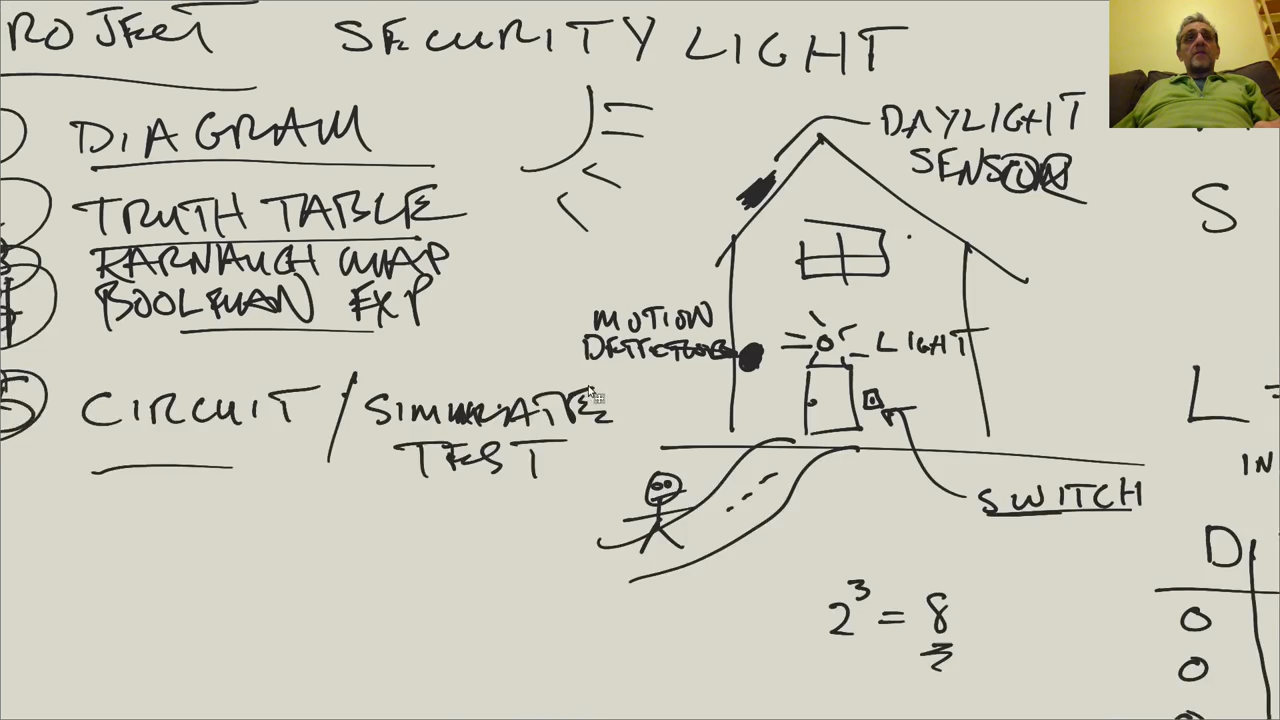 ROJECT SECURITY LIGHT
DIAGRAM
TRUTH TABLE
KARNAUGH MAP
BOOLEAN EXP
5 CIRCUIT / SIMULATE
TEST
DAYLIGHT
SENSOR
MOTION
DETECTOR
LIGHT
SWITCH
2³ = 8
S
L =
IN
D
0
0